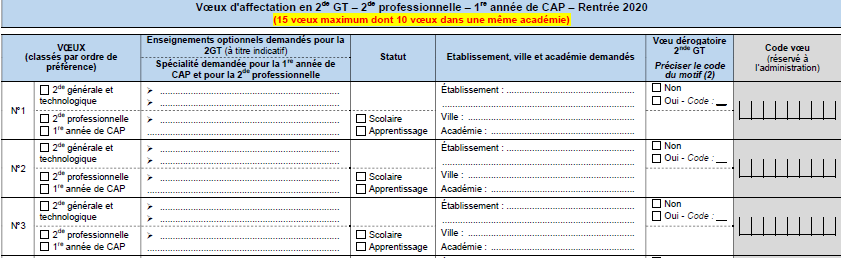 Vœux d'affectation en 2de GT – 2de professionnelle – 1re année de CAP – Rentrée 2020
(15 vœux maximum dont 10 vœux dans une même académie)
VŒUX
(classés par ordre de
préférence)
Enseignements optionnels demandés pour la
2GT (à titre indicatif)
Spécialité demandée pour la 1re année de
CAP et pour la 2de professionnelle
Statut
Etablissement, ville et académie demandés
Vœu dérogatoire
2nde GT
Préciser le code
du motif (2)
Code vœu
(réservé à
l'administration)
N°1
2de générale et
technologique
2de professionnelle
1re année de CAP
Scolaire
Apprentissage
Établissement :
Ville :
Académie :
Non
Oui - Code :
N°2
2de générale et
technologique
2de professionnelle
1re année de CAP
Scolaire
Apprentissage
Établissement :
Ville :
Académie :
Non
Oui - Code :
N°3
2de générale et
technologique
2de professionnelle
1re année de CAP
Scolaire
Apprentissage
Établissement :
Ville :
Académie :
Non
Oui - Code :